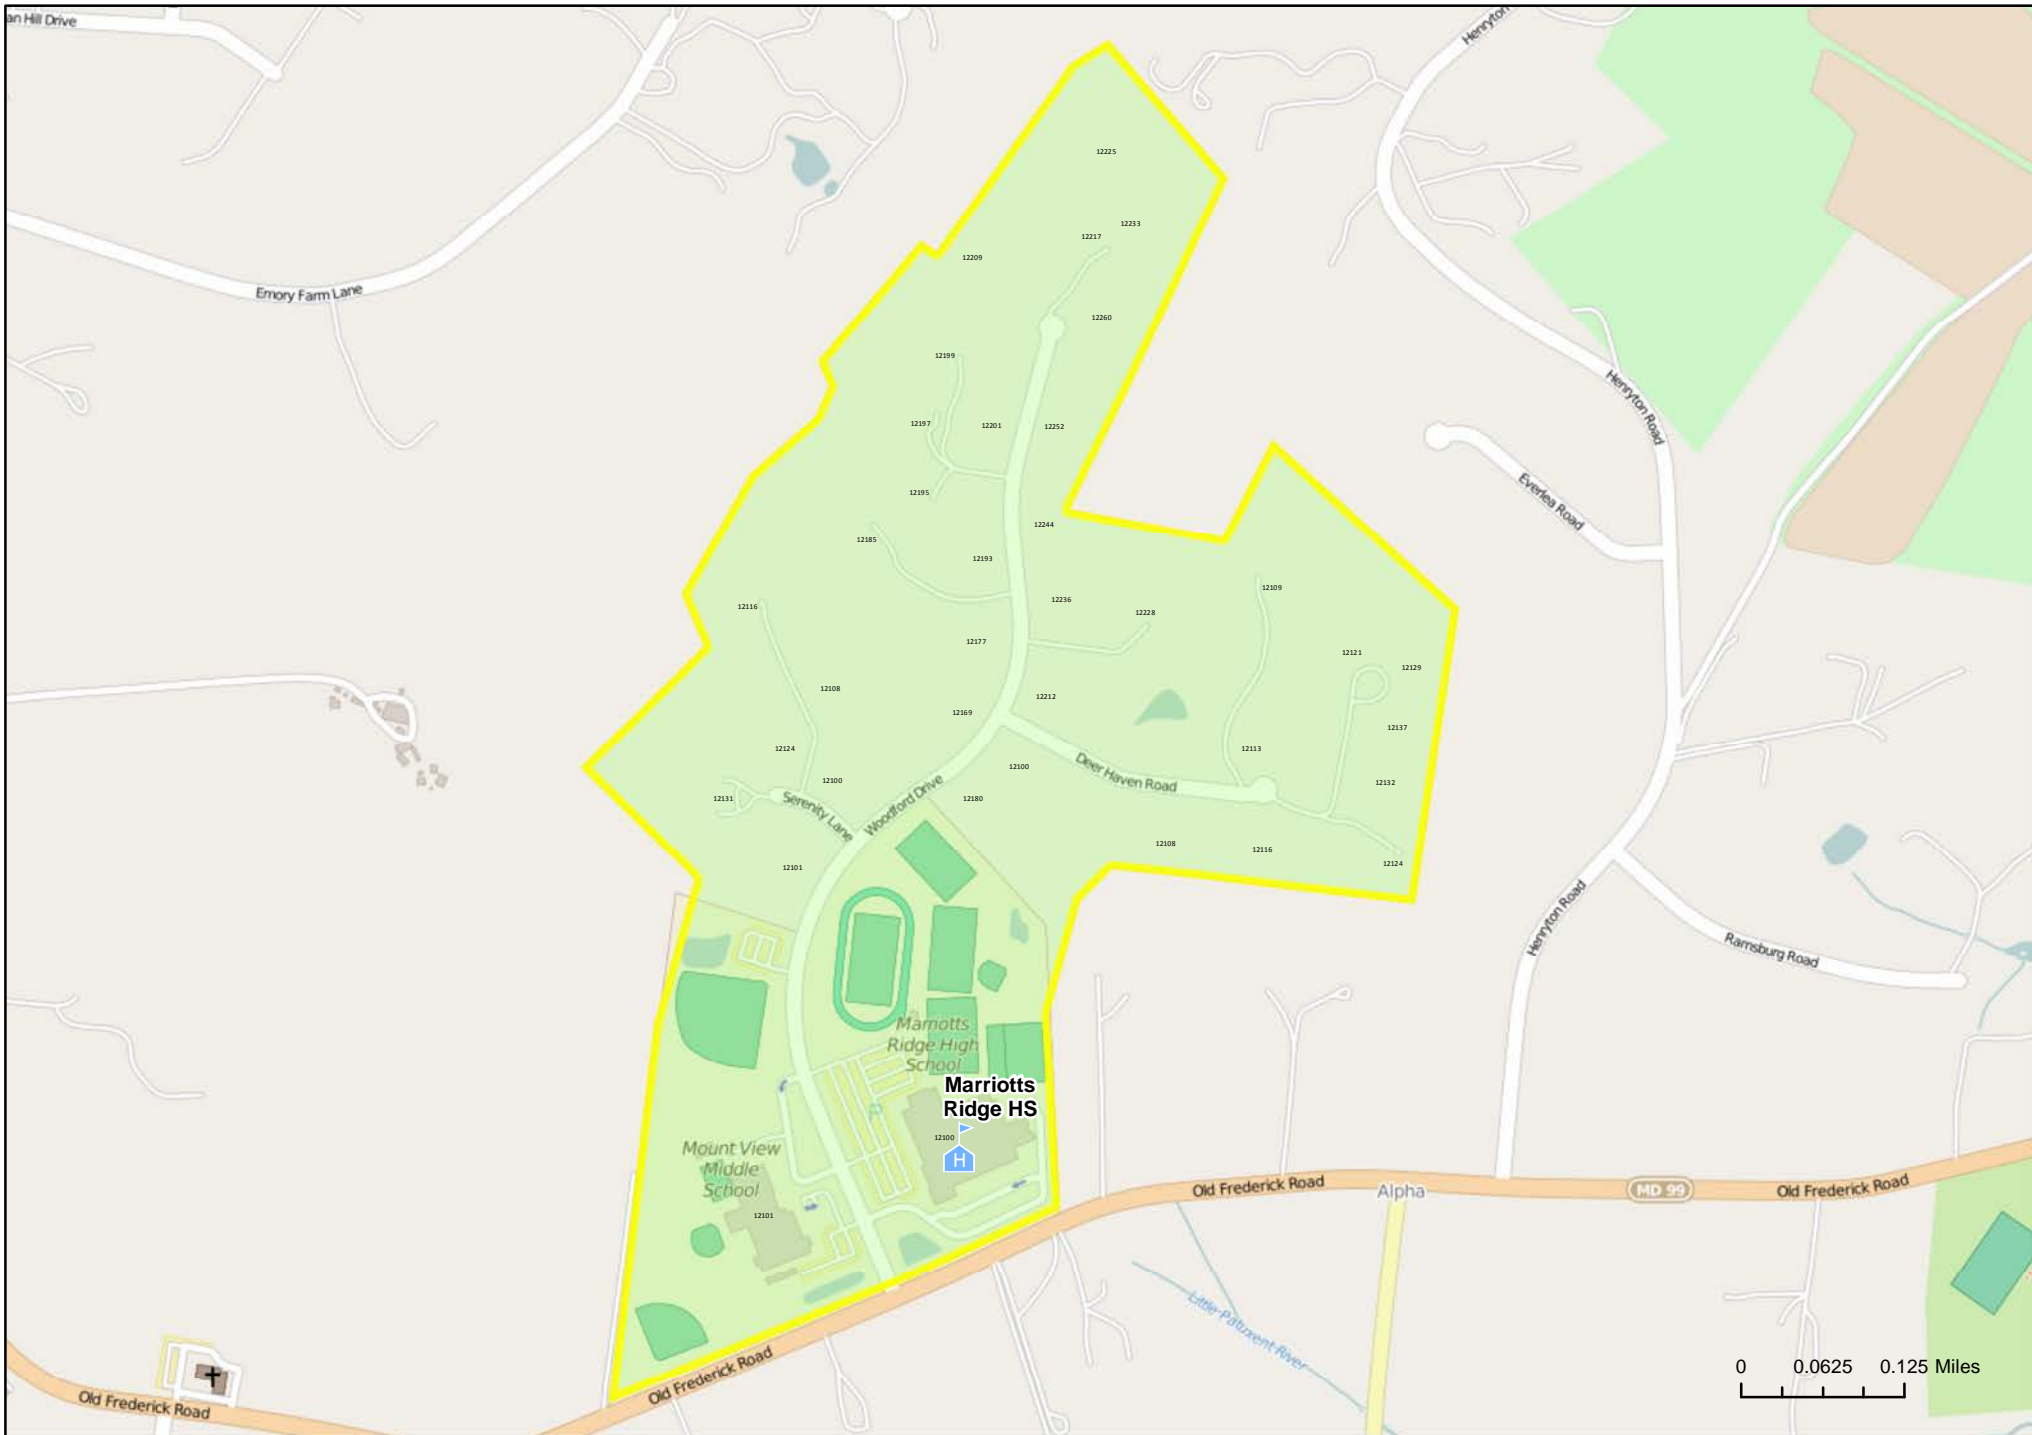 an Hill Drive
Henryton
12225
12233
12217
12209
Emory Farm Lane
12260
12199
Henryton Road
12197
12201
12252
12195
Everlea Road
12244
12185
12193
12109
12236
12116
12228
12177
12121
12129
12108
12212
12169
12137
12124
12113
12100
12100
Deer Haven Road
12132
12131
12180
Serenity Lane
Woodford Drive
12108
12116
12124
12101
Henryton Road
Ramsburg Road
Marriotts
Ridge High
School
Marriotts
Ridge HS
P
12100
H
Mount View
Middle
School
12101
Old Frederick Road
Alpha
MD 99
Old Frederick Road
Little Patuxent River
Old Frederick Road
Old Frederick Road
0 0.0625 0.125 Miles